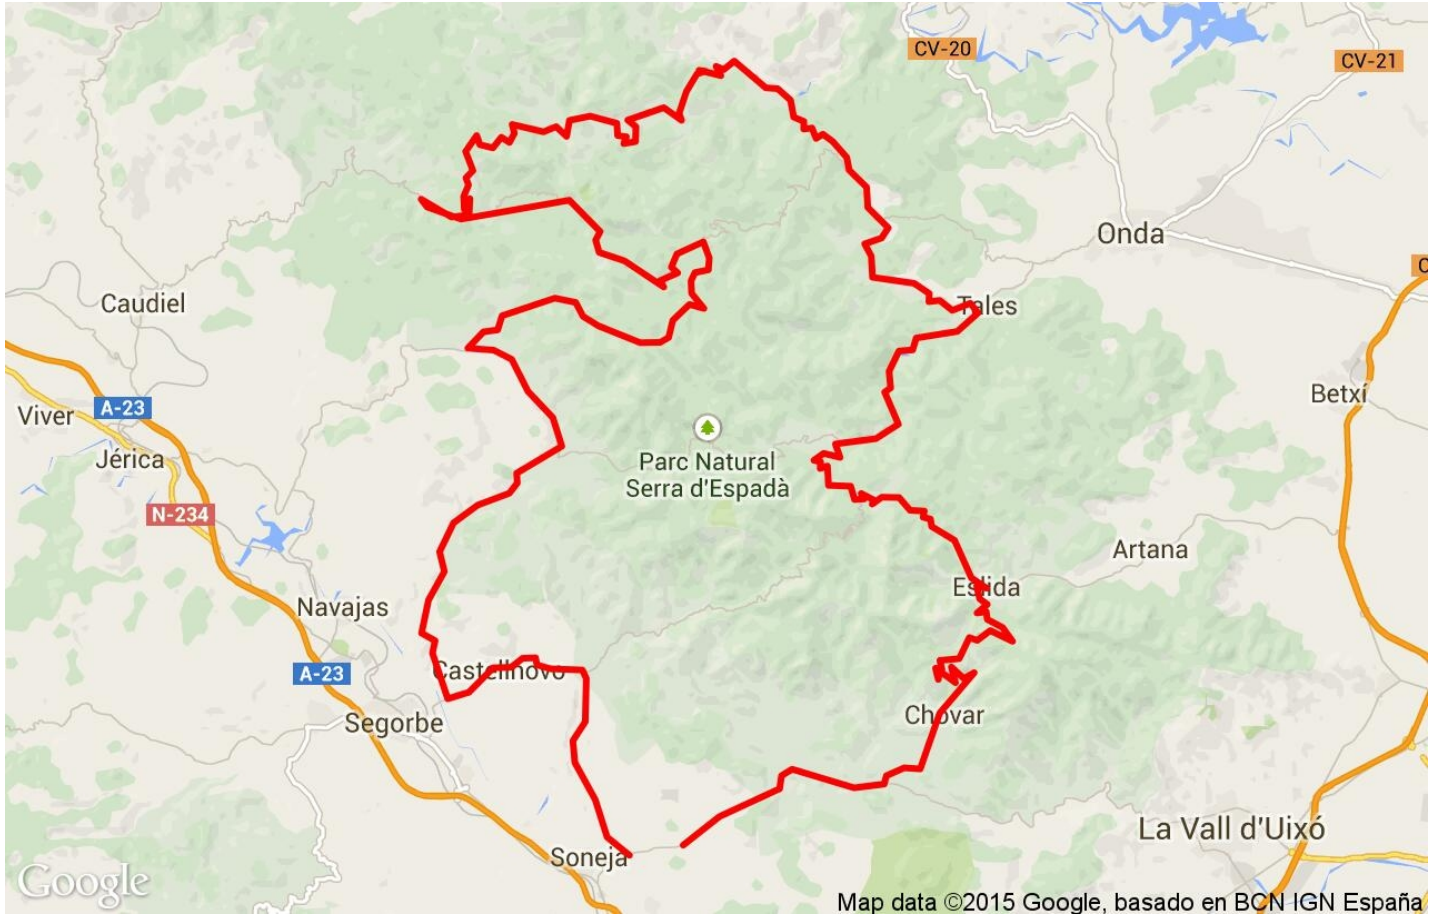 CV-20
CV-21
Onda
C
Caudiel
Tales
Betxí
Viver
A-23
Jérica
Parc Natural
Serra d'Espadà
N-234
Artana
Eslida
Navajas
A-23
Castellnovo
Segorbe
Chóvar
La Vall d'Uixó
Soneja
Google
Map data ©2015 Google, basado en BCN IGN España